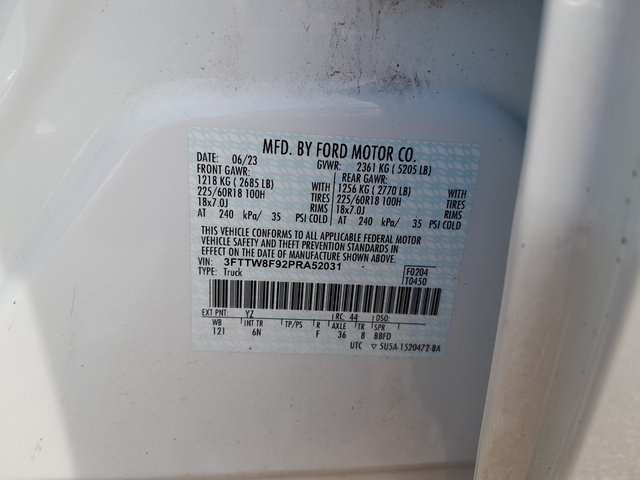 MFD. BY FORD MOTOR CO.
DATE: 06/23 GVWR: 2361 KG ( 5205 LB)
FRONT GAWR: REAR GAWR:
1218 KG ( 2685 LB) WITH 1256 KG ( 2770 LB) WITH
225/60R18 100H TIRES 225/60R18 100H TIRES
18x7.0J RIMS 18x7.0J RIMS
AT 240 kPa/ 35 PSI COLD AT 240 kPa/ 35 PSI COLD
THIS VEHICLE CONFORMS TO ALL APPLICABLE FEDERAL MOTOR
VEHICLE SAFETY AND THEFT PREVENTION STANDARDS IN
EFFECT ON THE DATE OF MANUFACTURE SHOWN ABOVE.
VIN: 3FTTW8F92PRA52031 F0204
TYPE: Truck T0450
EXT PNT: YZ RC: 44 DSO:
WB INT TR TP/PS R AXLE TR SPR
121 6N F 36 8 BBFD
UTC ▽ 5U5A-1520472-BA